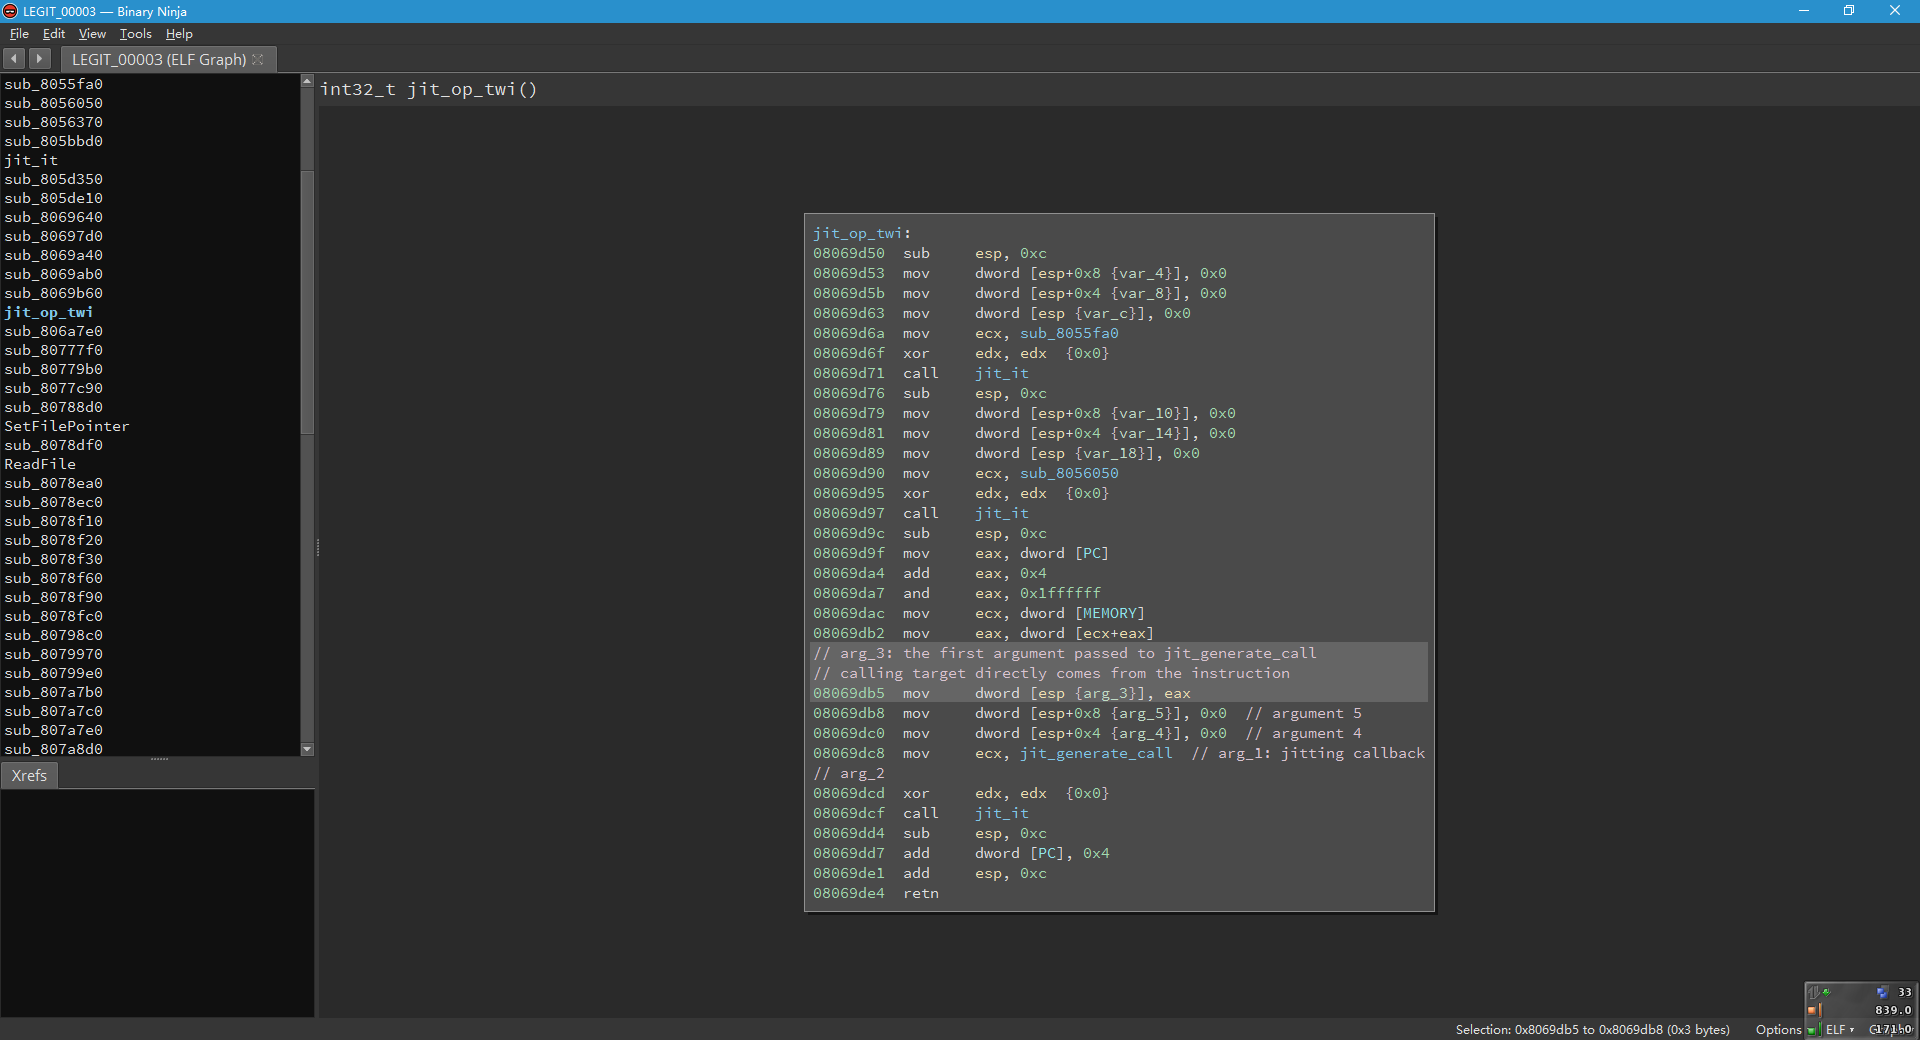 LEGIT_00003 — Binary Ninja
File Edit View Tools Help
LEGIT_00003 (ELF Graph)
sub_8055fa0
sub_8056050
sub_8056370
sub_805bbd0
jit_it
sub_805d350
sub_805de10
sub_8069640
sub_80697d0
sub_8069a40
sub_8069ab0
sub_8069b60
jit_op_twi
sub_806a7e0
sub_80777f0
sub_80779b0
sub_8077c90
sub_80788d0
SetFilePointer
sub_8078df0
ReadFile
sub_8078ea0
sub_8078ec0
sub_8078f10
sub_8078f20
sub_8078f30
sub_8078f60
sub_8078f90
sub_8078fc0
sub_80798c0
sub_8079970
sub_80799e0
sub_807a7b0
sub_807a7c0
sub_807a7e0
sub_807a8d0
Xrefs
int32_t jit_op_twi()
jit_op_twi:
08069d50 sub esp, 0xc
08069d53 mov dword [esp+0x8 {var_4}], 0x0
08069d5b mov dword [esp+0x4 {var_8}], 0x0
08069d63 mov dword [esp {var_c}], 0x0
08069d6a mov ecx, sub_8055fa0
08069d6f xor edx, edx {0x0}
08069d71 call jit_it
08069d76 sub esp, 0xc
08069d79 mov dword [esp+0x8 {var_10}], 0x0
08069d81 mov dword [esp+0x4 {var_14}], 0x0
08069d89 mov dword [esp {var_18}], 0x0
08069d90 mov ecx, sub_8056050
08069d95 xor edx, edx {0x0}
08069d97 call jit_it
08069d9c sub esp, 0xc
08069d9f mov eax, dword [PC]
08069da4 add eax, 0x4
08069da7 and eax, 0x1ffffff
08069dac mov ecx, dword [MEMORY]
08069db2 mov eax, dword [ecx+eax]
// arg_3: the first argument passed to jit_generate_call
// calling target directly comes from the instruction
08069db5 mov dword [esp {arg_3}], eax
08069db8 mov dword [esp+0x8 {arg_5}], 0x0 // argument 5
08069dc0 mov dword [esp+0x4 {arg_4}], 0x0 // argument 4
08069dc8 mov ecx, jit_generate_call // arg_1: jitting callback
// arg_2
08069dcd xor edx, edx {0x0}
08069dcf call jit_it
08069dd4 sub esp, 0xc
08069dd7 add dword [PC], 0x4
08069de1 add esp, 0xc
08069de4 retn
33
839.0
Selection: 0x8069db5 to 0x8069db8 (0x3 bytes) Options ELF